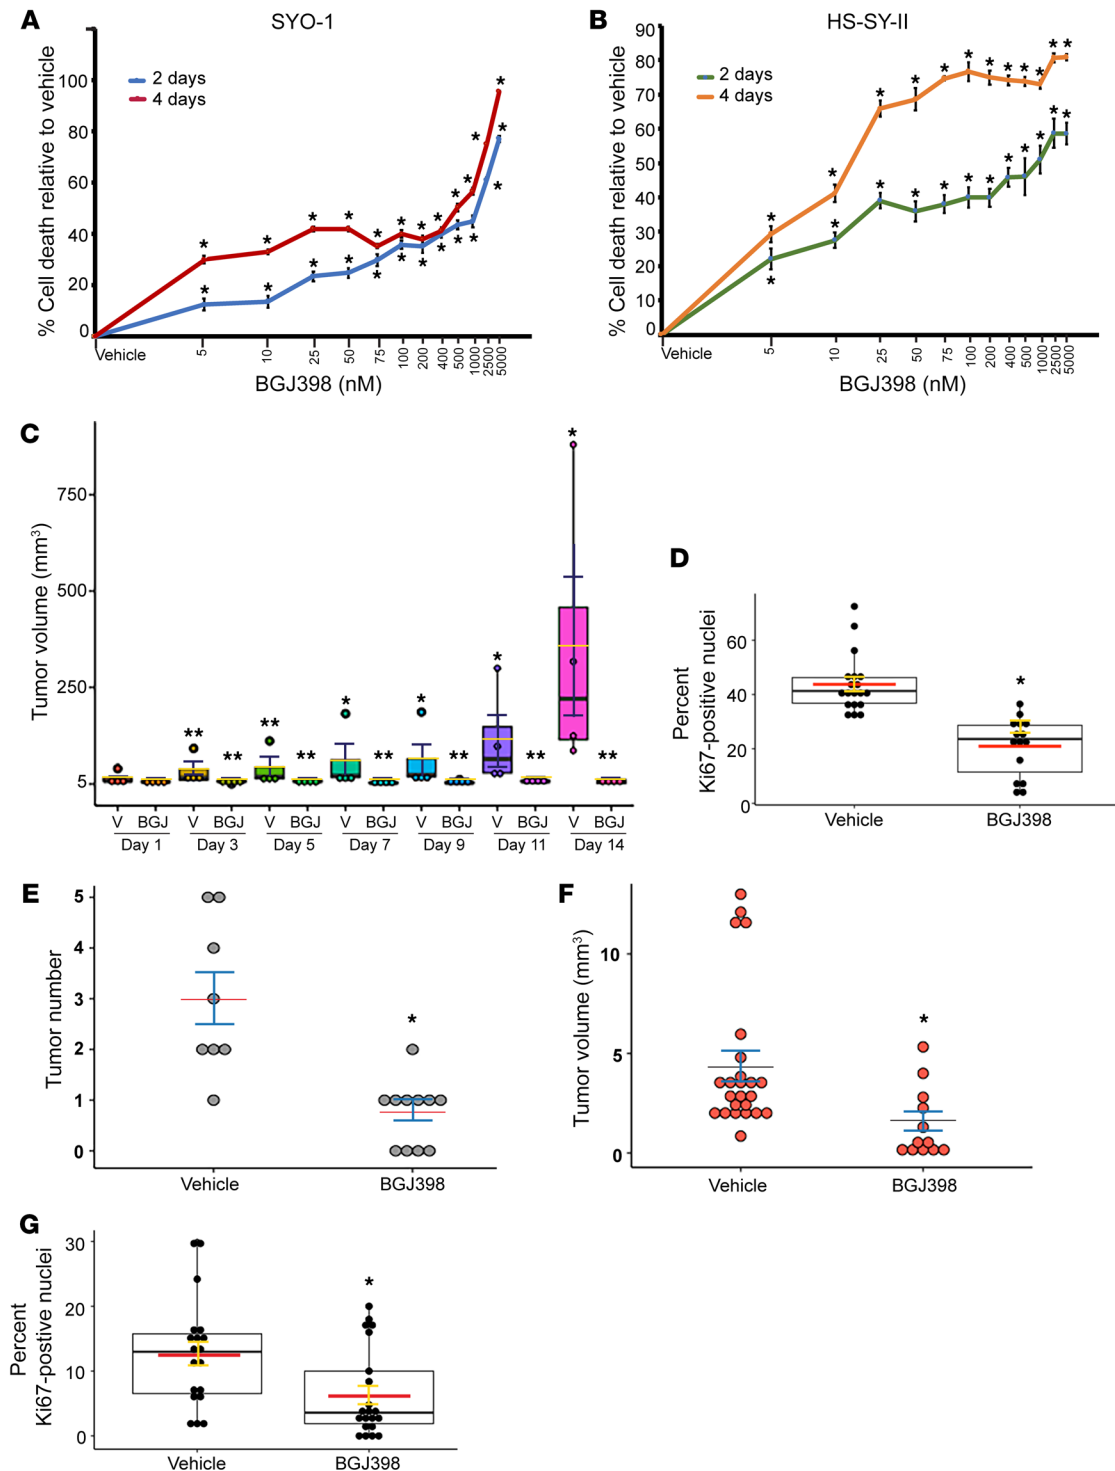 A
SYO-1
% Cell death relative to vehicle
100
80
60
40
20
0
2 days
4 days
Vehicle
5
10
25
50
75
100
200
400
500
1000
2500
5000
BGJ398 (nM)
B
HS-SY-II
% Cell death relative to vehicle
90
80
70
60
50
40
30
20
10
0
2 days
4 days
Vehicle
5
10
25
50
75
100
200
400
500
1000
2500
5000
BGJ398 (nM)
C
Tumor volume (mm³)
750
500
250
5
V BGJ V BGJ V BGJ V BGJ V BGJ V BGJ V BGJ
Day 1 Day 3 Day 5 Day 7 Day 9 Day 11 Day 14
* * * *
** ** ** ** ** ** ** **
D
Percent
Ki67-positive nuclei
60
40
20
0
*
Vehicle BGJ398
E
Tumor number
5
4
3
2
1
0
*
Vehicle BGJ398
F
Tumor volume (mm³)
10
5
0
*
Vehicle BGJ398
G
Percent
Ki67-postive nuclei
30
20
10
0
*
Vehicle BGJ398